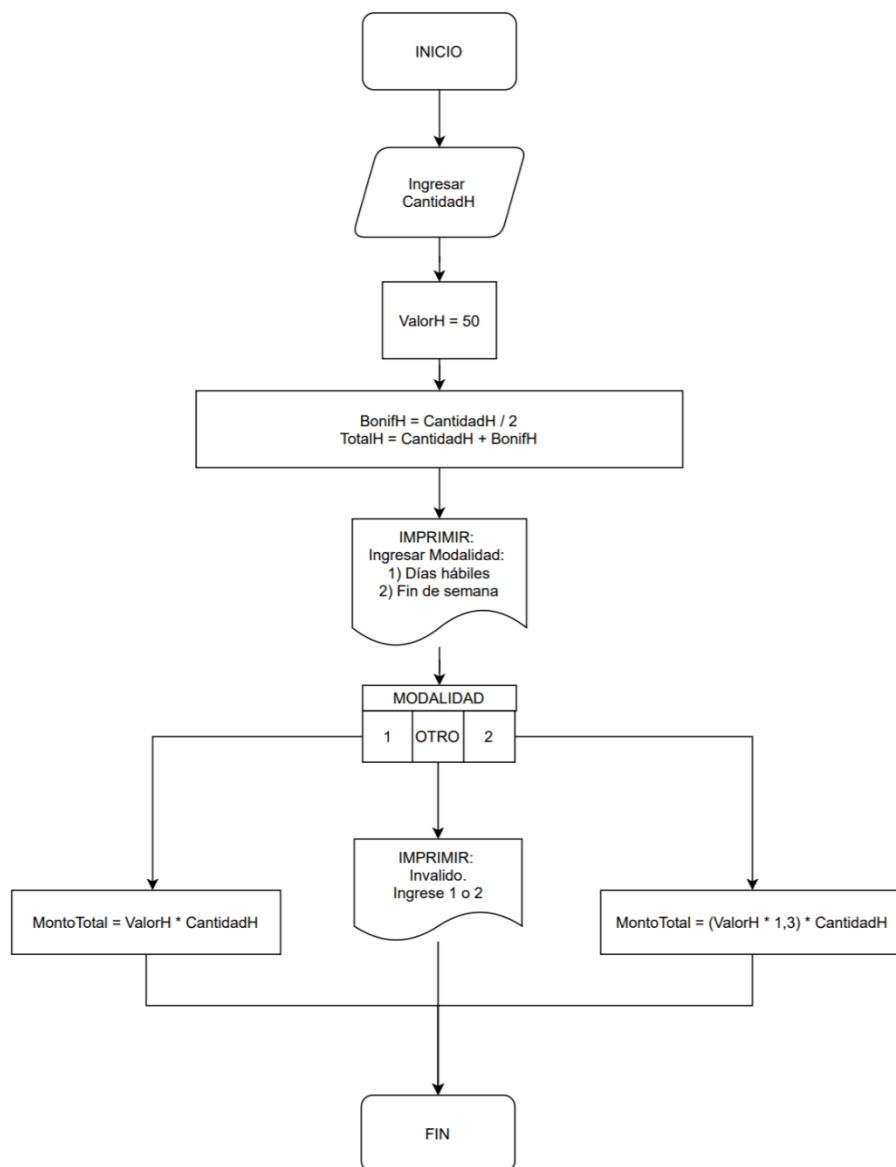 INICIO
Ingresar
CantidadH
ValorH = 50
BonifH = CantidadH / 2
TotalH = CantidadH + BonifH
IMPRIMIR:
Ingresar Modalidad:
1) Días hábiles
2) Fin de semana
MODALIDAD
1 OTRO 2
IMPRIMIR:
Invalido.
Ingrese 1 o 2
MontoTotal = ValorH * CantidadH
MontoTotal = (ValorH * 1,3) * CantidadH
FIN